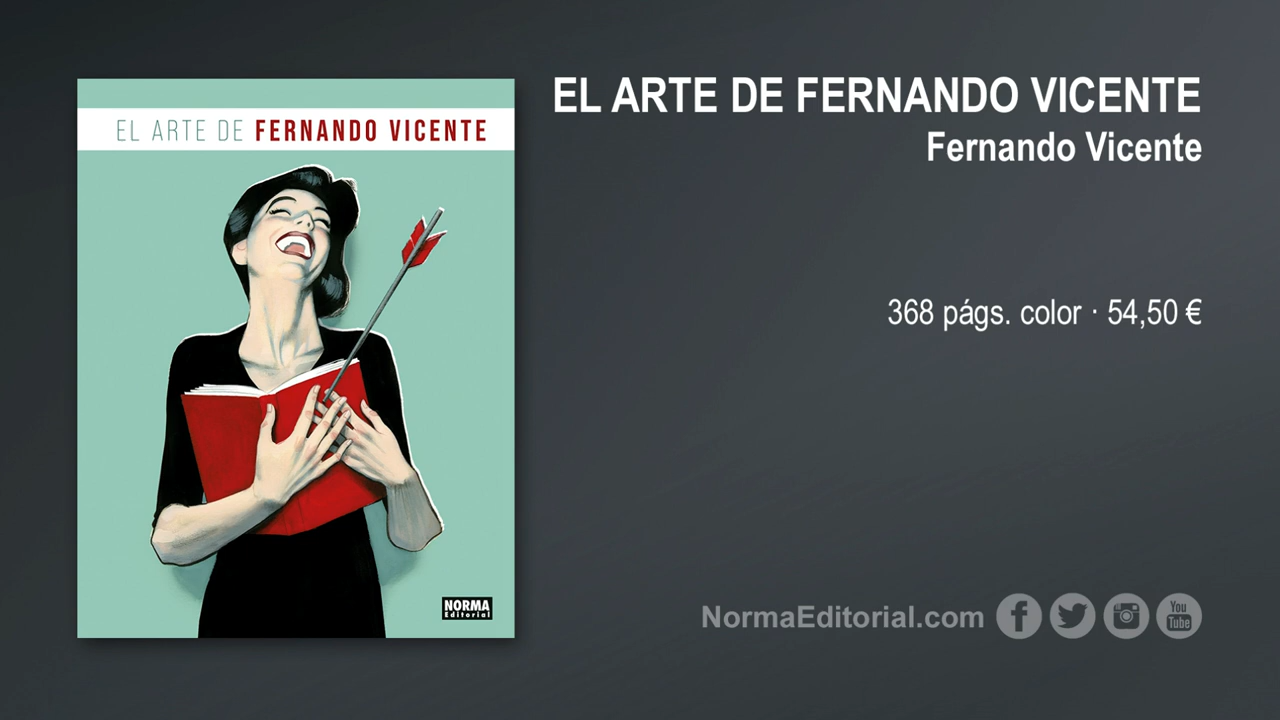 EL ARTE DE FERNANDO VICENTE
NORMA
Editorial
EL ARTE DE FERNANDO VICENTE
Fernando Vicente
368 págs. color · 54,50 €
NormaEditorial.com
You
Tube